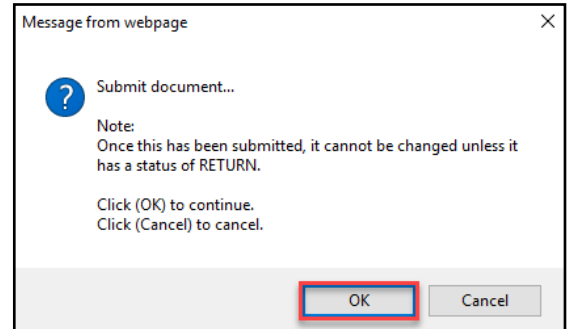 Message from webpage
Submit document...
Note:
Once this has been submitted, it cannot be changed unless it
has a status of RETURN.
Click (OK) to continue.
Click (Cancel) to cancel.
OK
Cancel